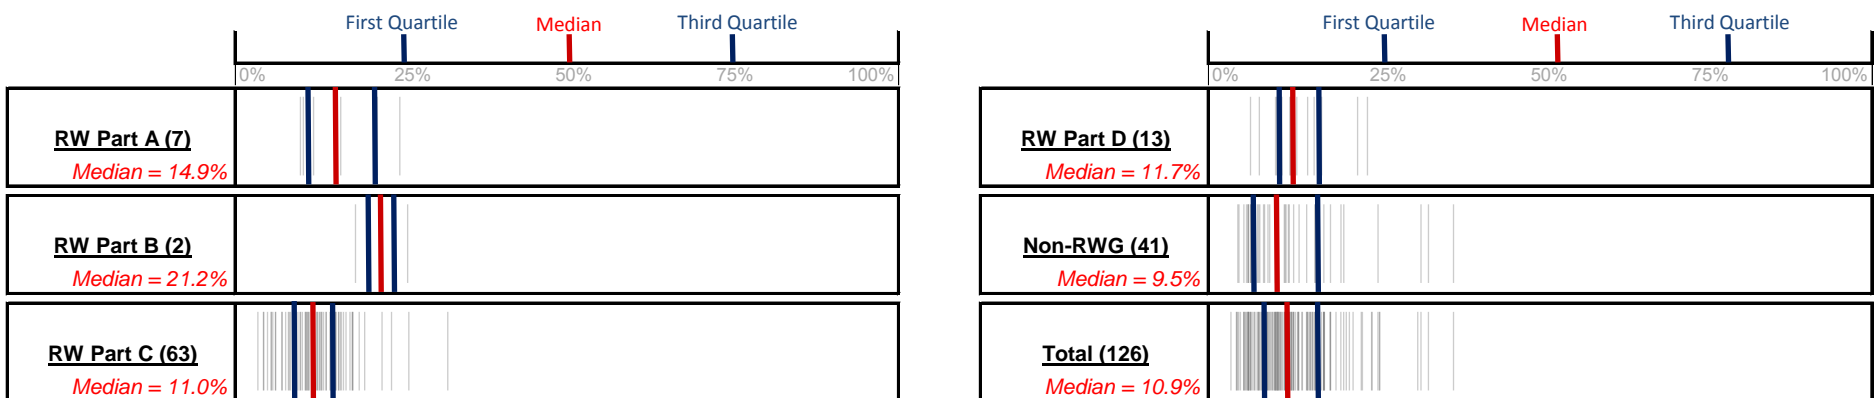 First Quartile Median Third Quartile
0% 25% 50% 75% 100%
RW Part A (7)
Median = 14.9%
RW Part B (2)
Median = 21.2%
RW Part C (63)
Median = 11.0%
First Quartile Median Third Quartile
0% 25% 50% 75% 100%
RW Part D (13)
Median = 11.7%
Non-RWG (41)
Median = 9.5%
Total (126)
Median = 10.9%